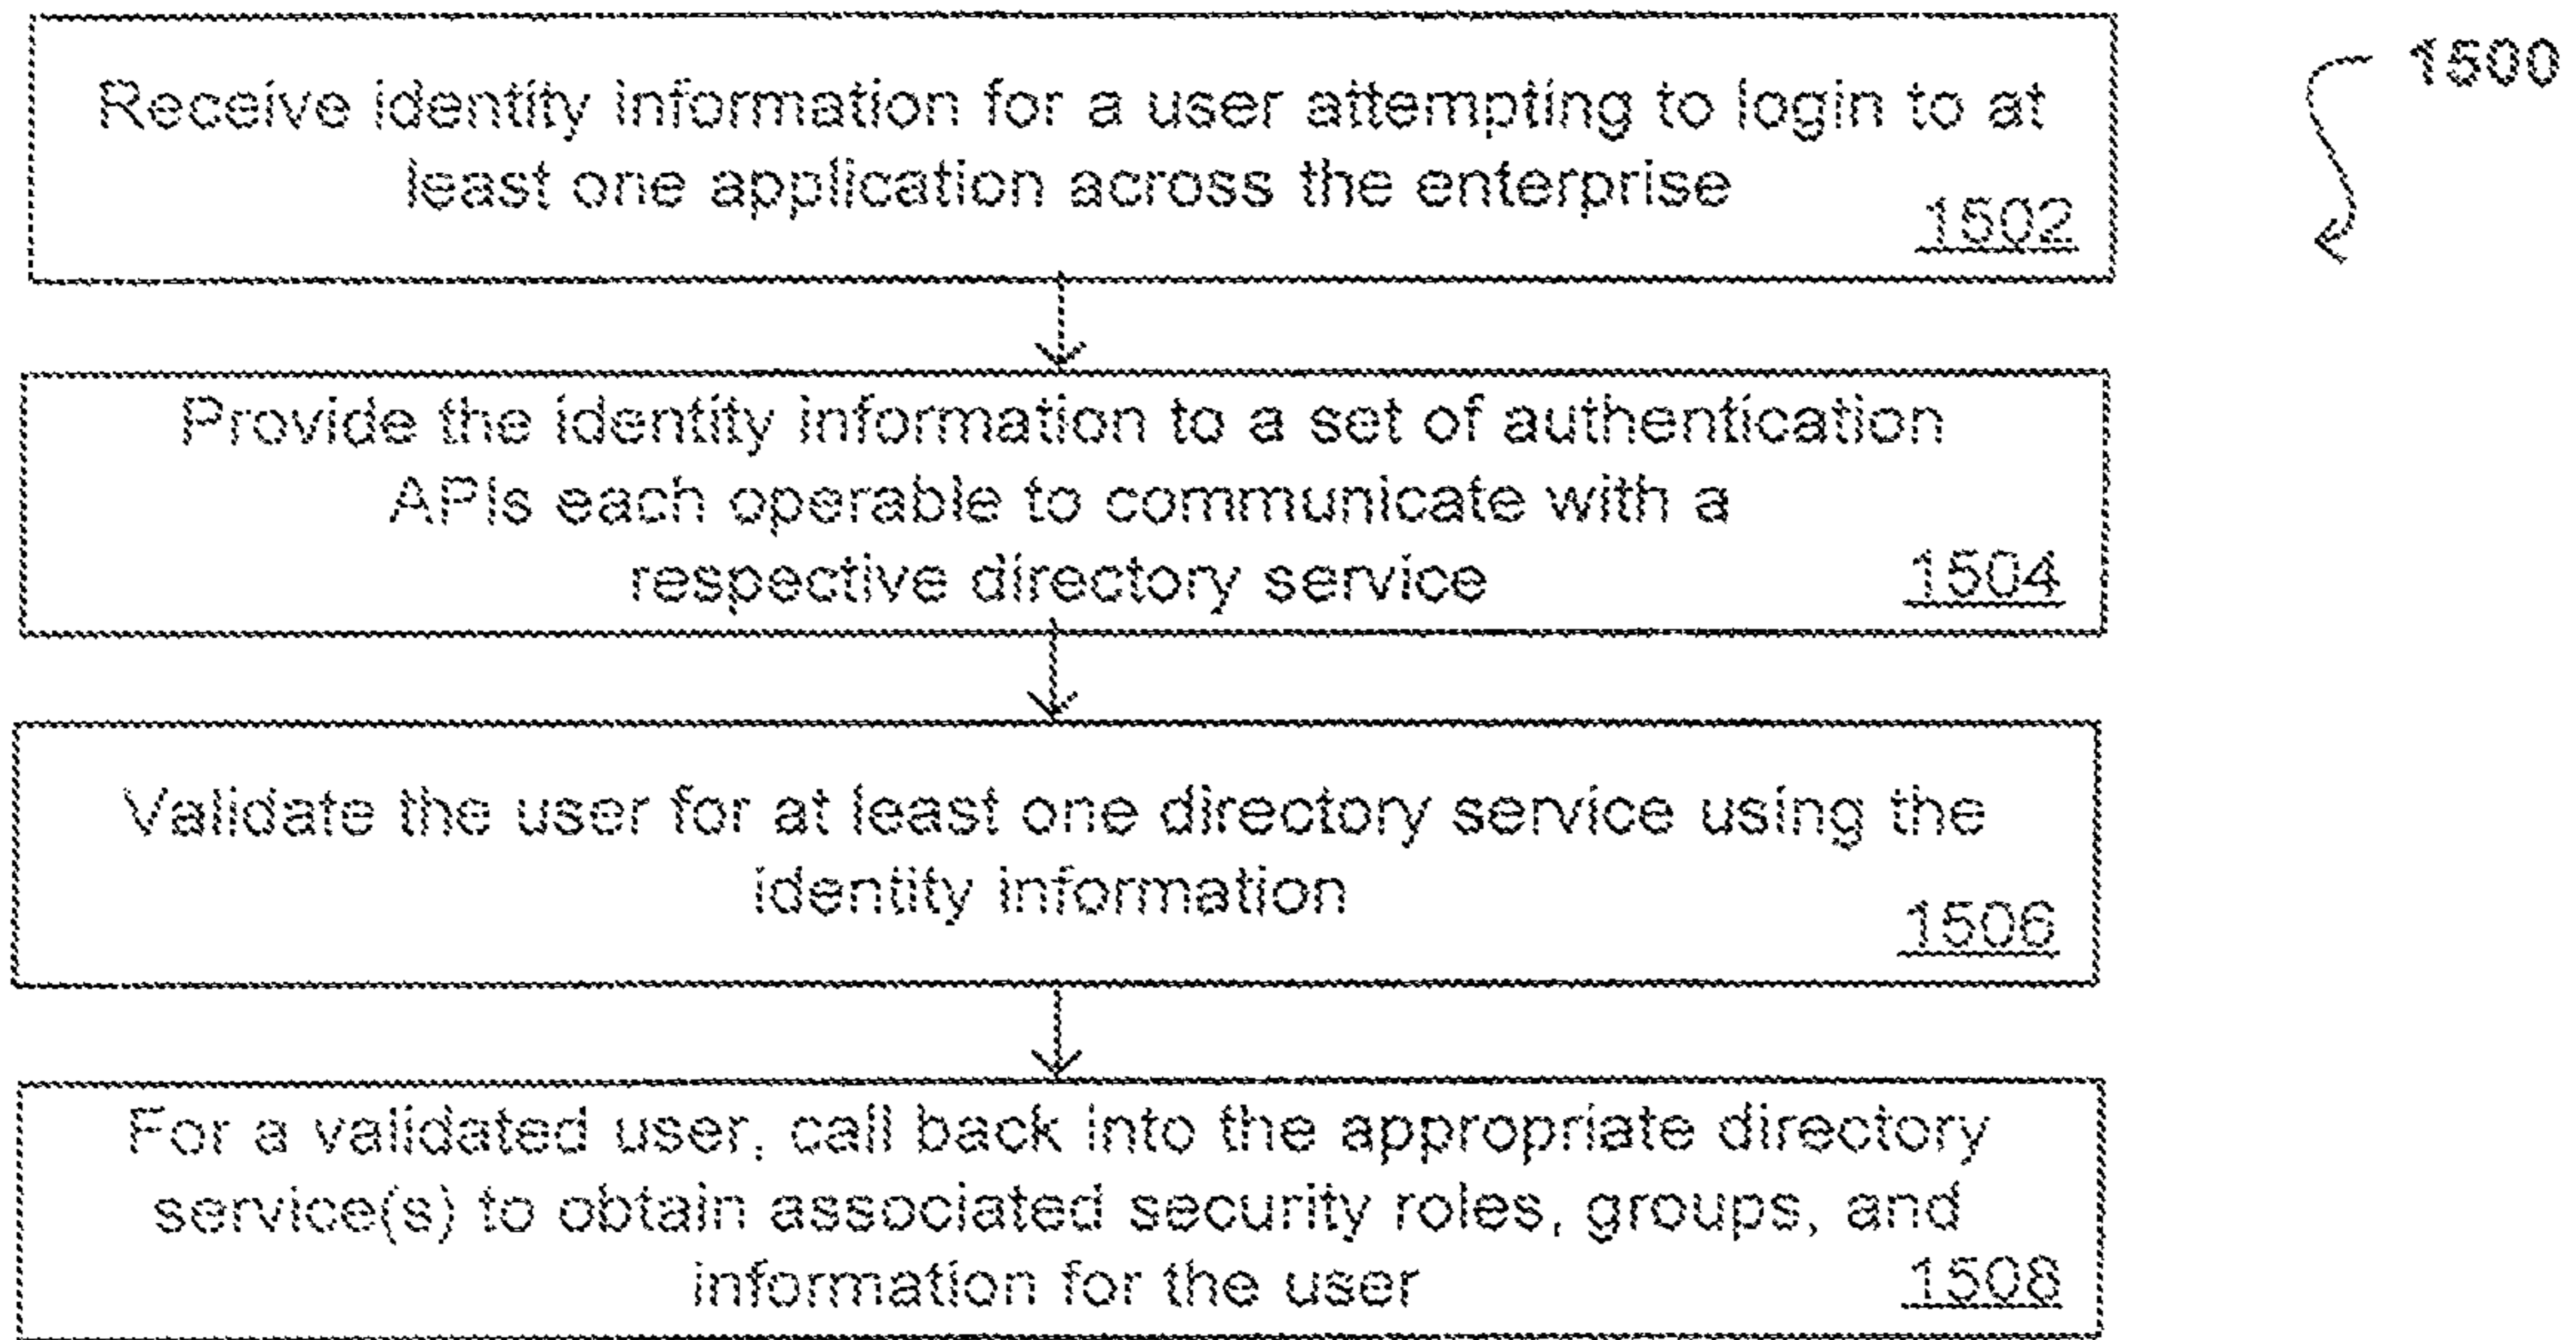 1500
Receive identity information for a user attempting to login to at
least one application across the enterprise
1502
Provide the identity information to a set of authentication
APIs each operable to communicate with a
respective directory service
1504
Validate the user for at least one directory service using the
identity information
1506
For a validated user, call back into the appropriate directory
service(s) to obtain associated security roles, groups, and
information for the user
1508